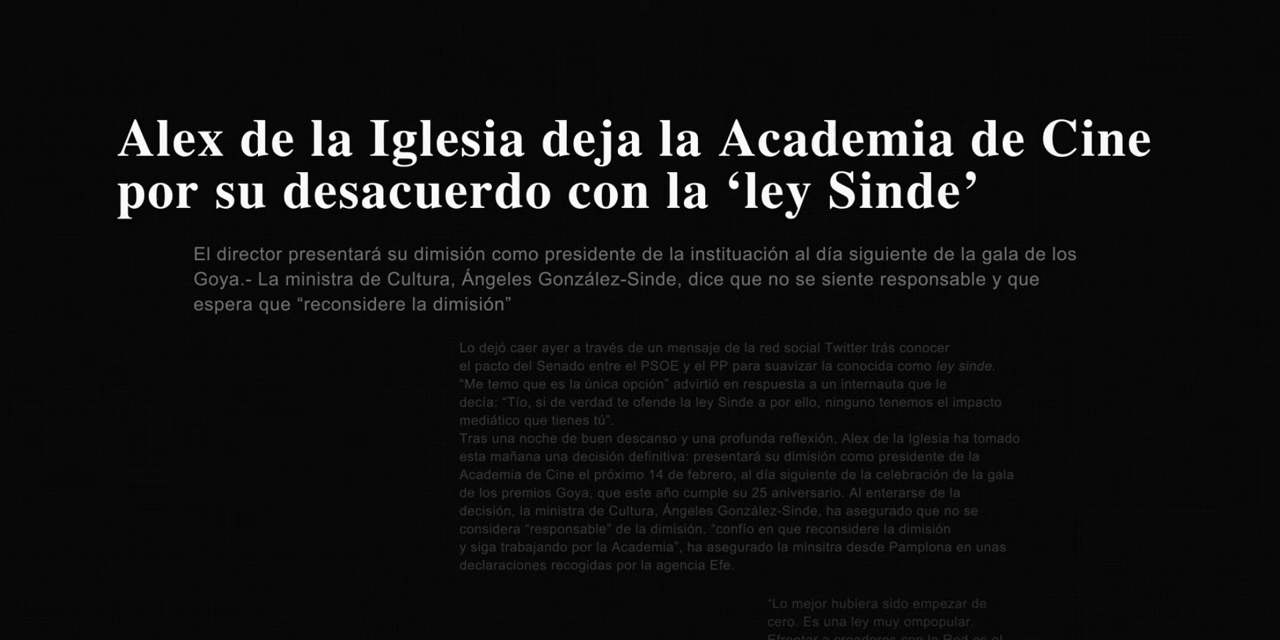 Alex de la Iglesia deja la Academia de Cine
por su desacuerdo con la ‘ley Sinde’
El director presentará su dimisión como presidente de la instituación al día siguiente de la gala de los
Goya.- La ministra de Cultura, Ángeles González-Sinde, dice que no se siente responsable y que
espera que “reconsidere la dimisión”
Lo dejó caer ayer a través de un mensaje de la red social Twitter trás conocer
el pacto del Senado entre el PSOE y el PP para suavizar la conocida como ley sinde.
“Me temo que es la única opción” advirtió en respuesta a un internauta que le
decía: “Tío, si de verdad te ofende la ley Sinde a por ello, ninguno tenemos el impacto
mediático que tienes tú”.
Tras una noche de buen descanso y una profunda reflexión, Alex de la Iglesia ha tomado
esta mañana una decisión definitiva: presentará su dimisión como presidente de la
Academia de Cine el próximo 14 de febrero, al día siguiente de la celebración de la gala
de los premios Goya, que este año cumple su 25 aniversario. Al enterarse de la
decisión, la ministra de Cultura, Ángeles González-Sinde, ha asegurado que no se
considera “responsable” de la dimisión. “confío en que reconsidere la dimisión
y siga trabajando por la Academia”, ha asegurado la minsitra desde Pamplona en unas
declaraciones recogidas por la agencia Efe.
“Lo mejor hubiera sido empezar de
cero. Es una ley muy ompopular.
Efrontar a creadores con la Red es el